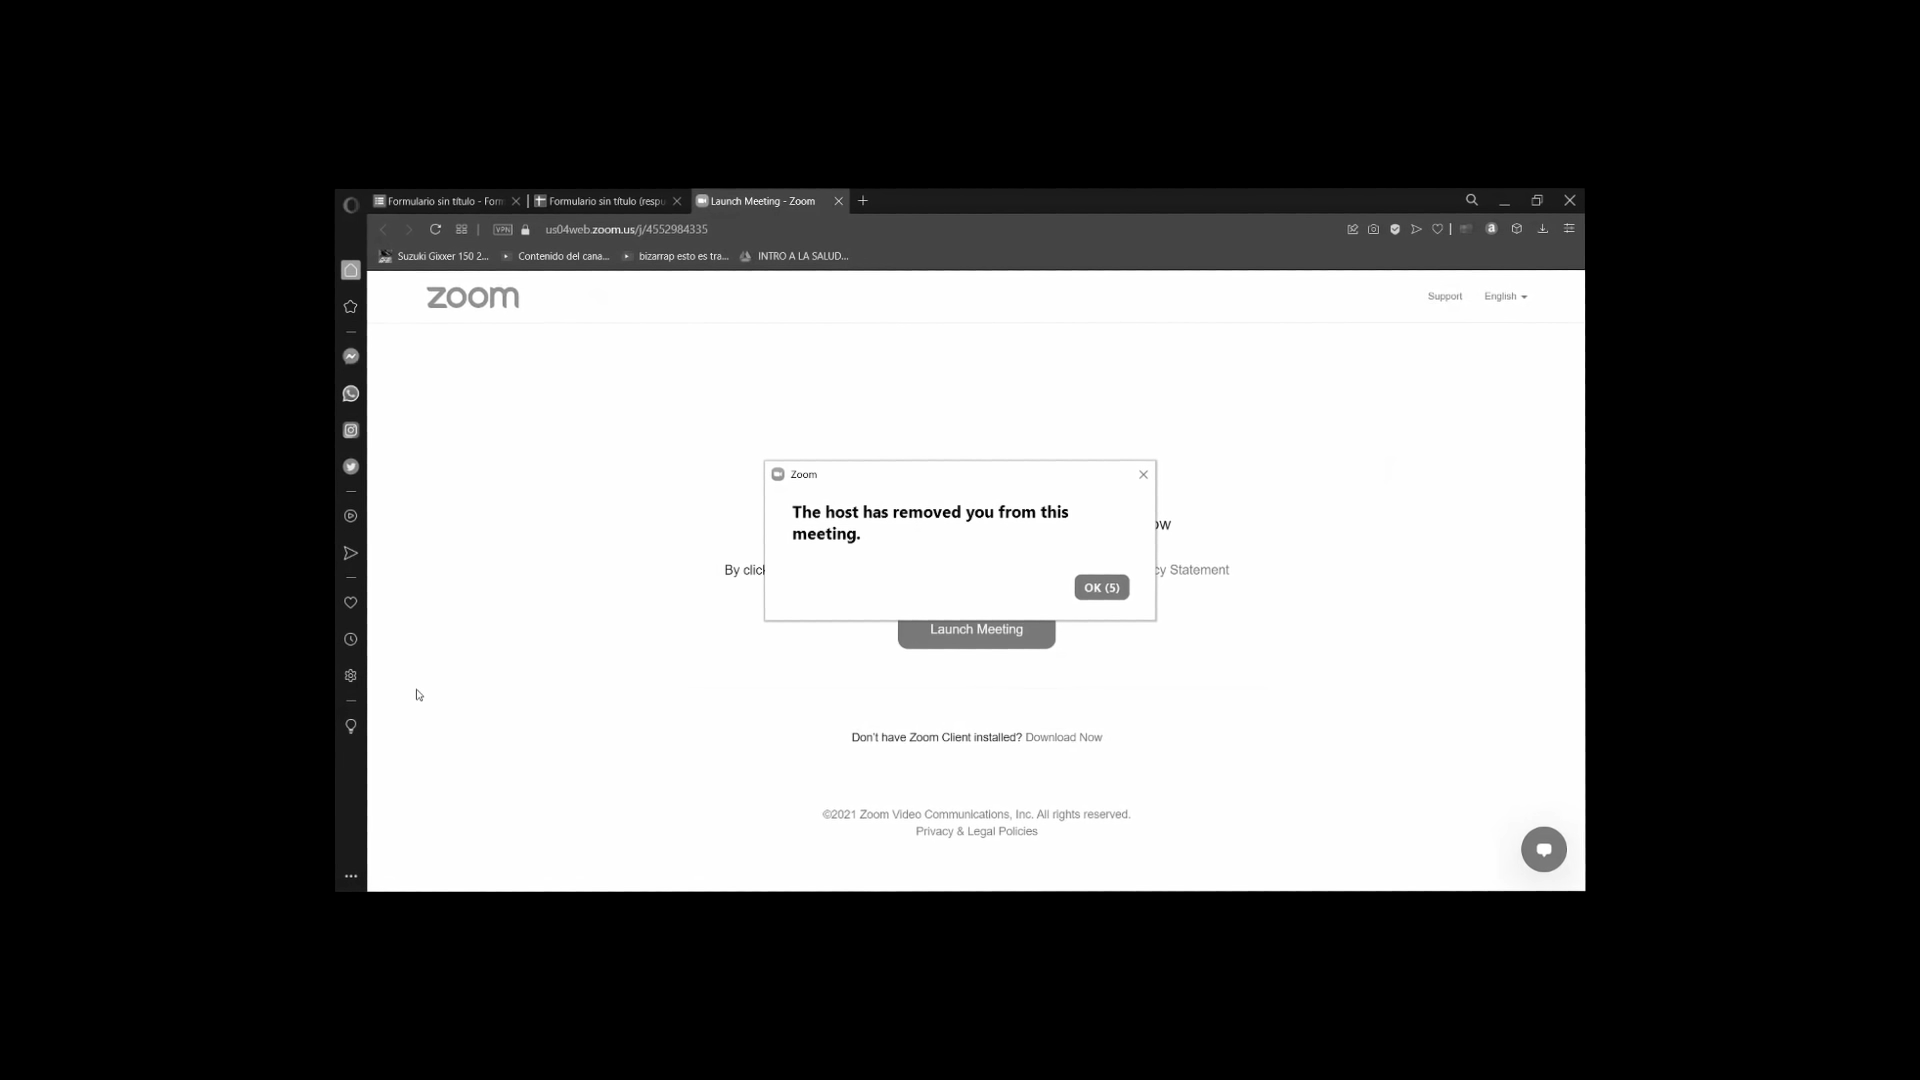 Formulario sin título - Form
Formulario sin título (respu
Launch Meeting - Zoom
VPN
us04web.zoom.us/j/4552984335
a
Suzuki Gixxer 150 2...
Contenido del cana...
bizarrap esto es tra...
INTRO A LA SALUD...
zoom
Support
English
Zoom
The host has removed you from this
meeting.
ow
By click
cy Statement
OK (5)
Launch Meeting
Don't have Zoom Client installed? Download Now
©2021 Zoom Video Communications, Inc. All rights reserved.
Privacy & Legal Policies